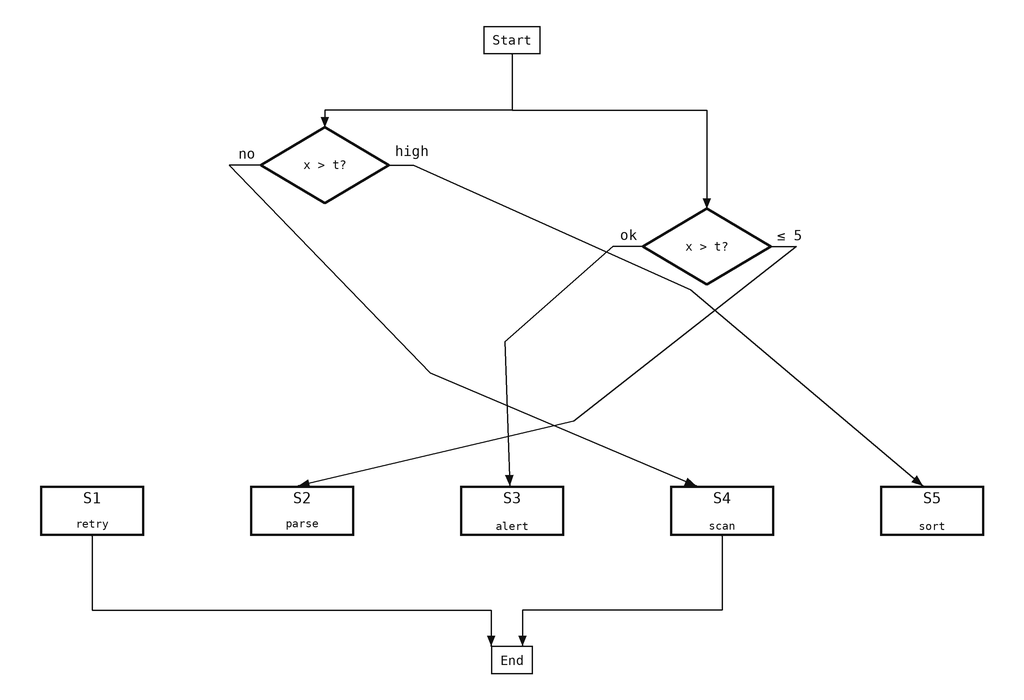 Start
no
high
x > t?
ok
≤ 5
x > t?
S1
retry
S2
parse
S3
alert
S4
scan
S5
sort
End